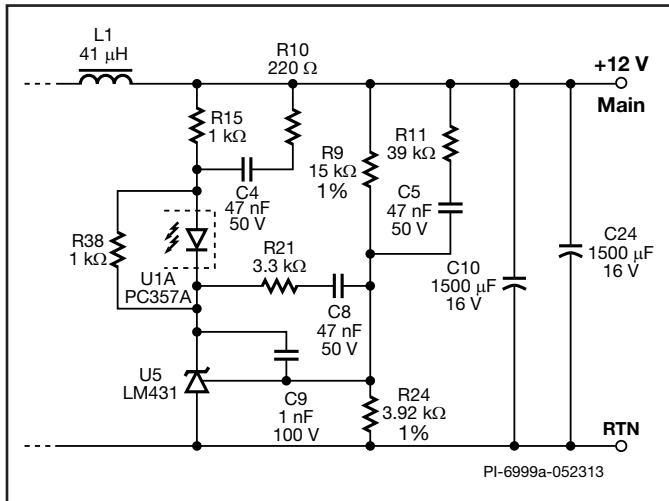 L1
41 μH
R10
220 Ω
+12 V
Main
R15
1 kΩ
R11
39 kΩ
R9
15 kΩ
1%
C4
47 nF
50 V
C5
47 nF
50 V
R38
1 kΩ
R21
3.3 kΩ
C24
1500 μF
16 V
U1A
PC357A
C10
1500 μF
16 V
C8
47 nF
50 V
U5
LM431
R24
3.92 kΩ
1%
C9
1 nF
100 V
RTN
PI-6999a-052313